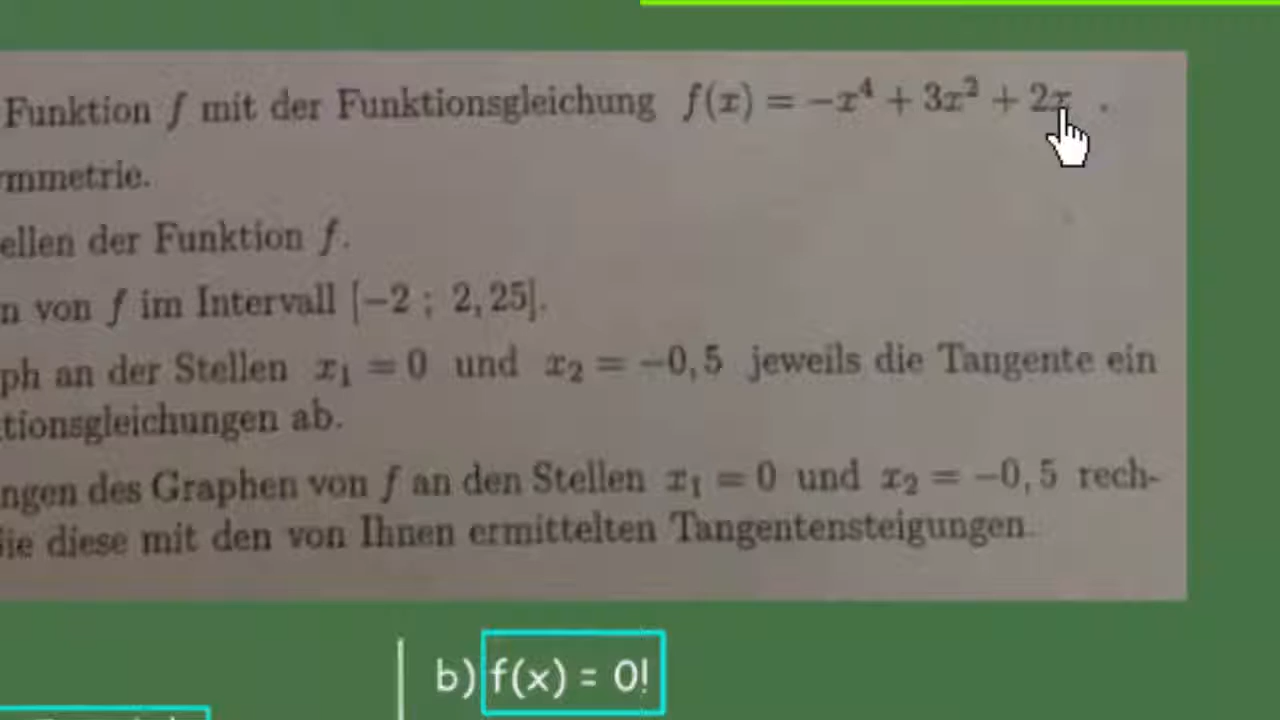 Funktion f mit der Funktionsgleichung f(x) = −x⁴ + 3x² + 2x .
mmetrie.
ellen der Funktion f.
n von f im Intervall [−2 ; 2, 25].
ph an der Stellen x₁ = 0 und x₂ = −0, 5 jeweils die Tangente ein
tionsgleichungen ab.
ngen des Graphen von f an den Stellen x₁ = 0 und x₂ = −0, 5 rech-
Sie diese mit den von Ihnen ermittelten Tangentensteigungen.
b) f(x) = 0!